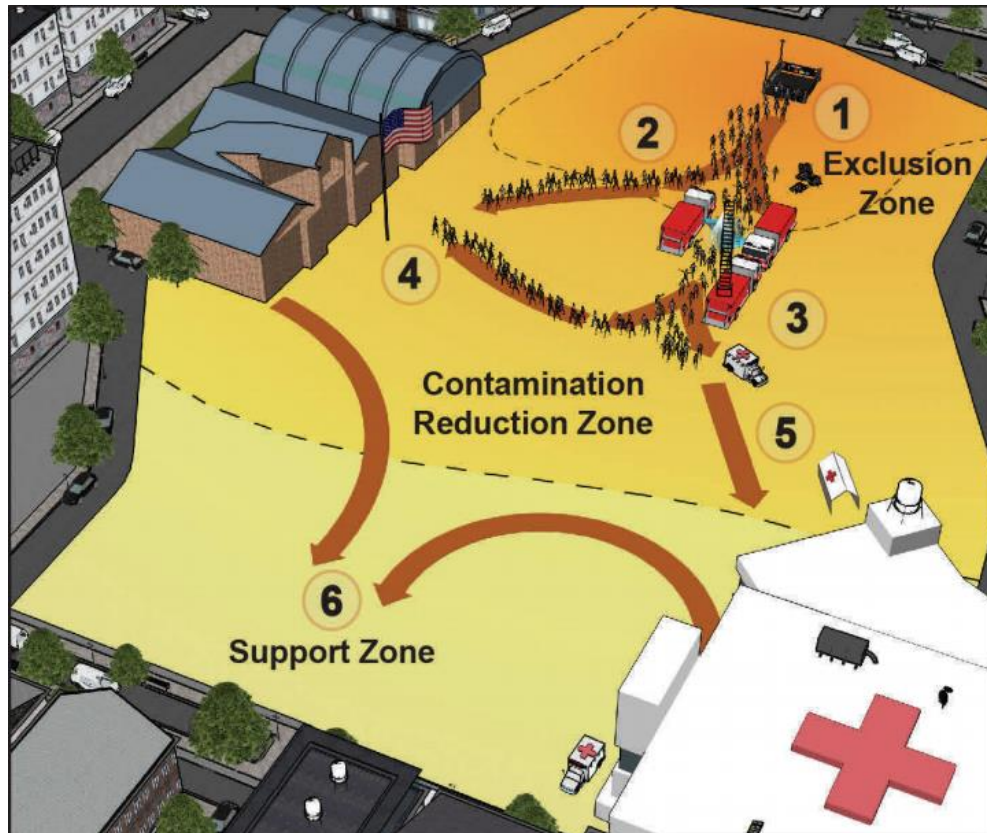 1
2
Exclusion
Zone
4
3
Contamination
Reduction Zone
5
6
Support Zone